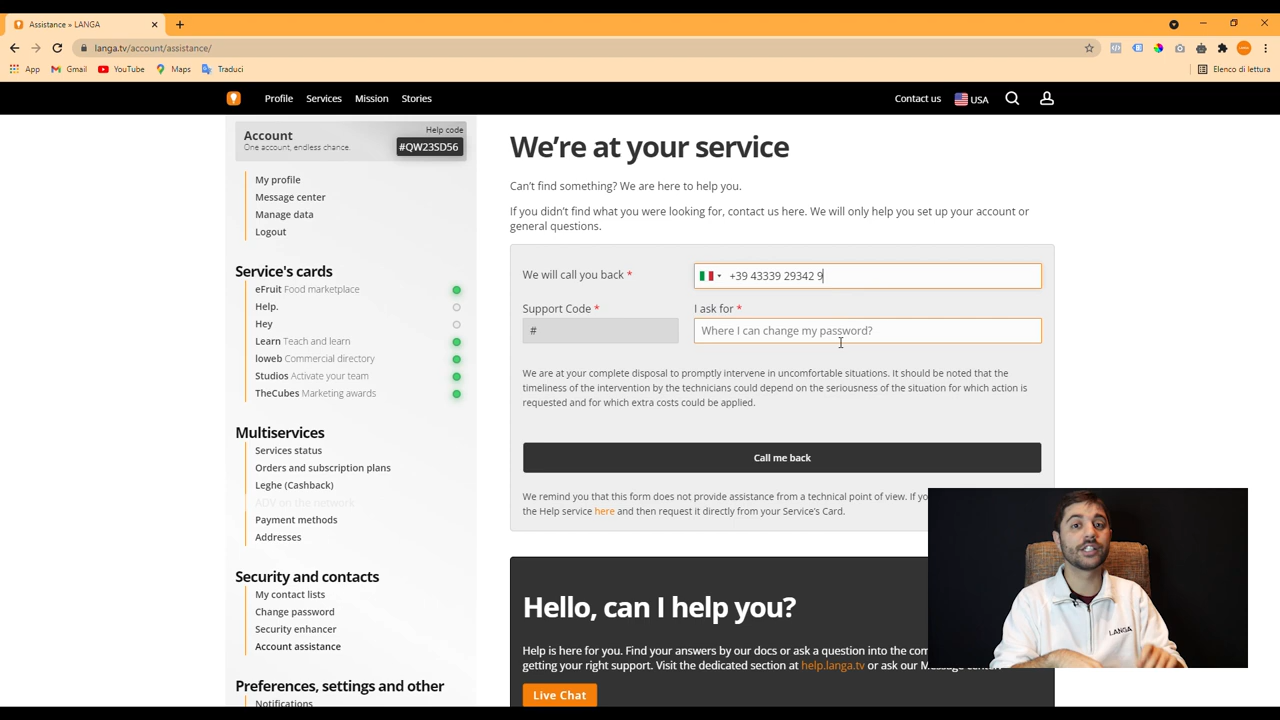 Assistance » LANGA
langa.tv/account/assistance/
App
Gmail
YouTube
Maps
Traduci
Elenco di lettura
Profile
Services
Mission
Stories
Contact us
USA
Account
One account, endless chance.
Help code
#QW23SD56
My profile
Message center
Manage data
Logout
Service's cards
eFruit Food marketplace
Help.
Hey
Learn Teach and learn
loweb Commercial directory
Studios Activate your team
TheCubes Marketing awards
Multiservices
Services status
Orders and subscription plans
Leghe (Cashback)
ADV on the network
Payment methods
Addresses
Security and contacts
My contact lists
Change password
Security enhancer
Account assistance
Preferences, settings and other
Notifications
We're at your service
Can't find something? We are here to help you.
If you didn't find what you were looking for, contact us here. We will only help you set up your account or
general questions.
We will call you back *
+39 43339 29342 9
Support Code *
#
I ask for *
Where I can change my password?
We are at your complete disposal to promptly intervene in uncomfortable situations. It should be noted that the
timeliness of the intervention by the technicians could depend on the seriousness of the situation for which action is
requested and for which extra costs could be applied.
Call me back
We remind you that this form does not provide assistance from a technical point of view. If
the Help service here and then request it directly from your Service's Card.
Hello, can I help you?
Help is here for you. Find your answers by our docs or ask a question into the
getting your right support. Visit the dedicated section at help.langa.tv or ask our
Live Chat
LANGA